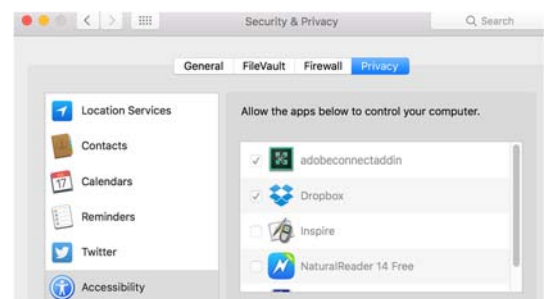 Security & Privacy
Search
General FileVault Firewall Privacy
Location Services
Contacts
17
Calendars
Reminders
Twitter
Accessibility
Allow the apps below to control your computer.
adobeconnectaddin
Dropbox
Inspire
NaturalReader 14 Free